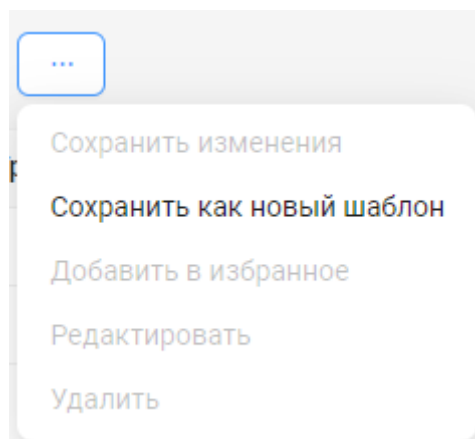 ...
Сохранить изменения
Сохранить как новый шаблон
Добавить в избранное
Редактировать
Удалить